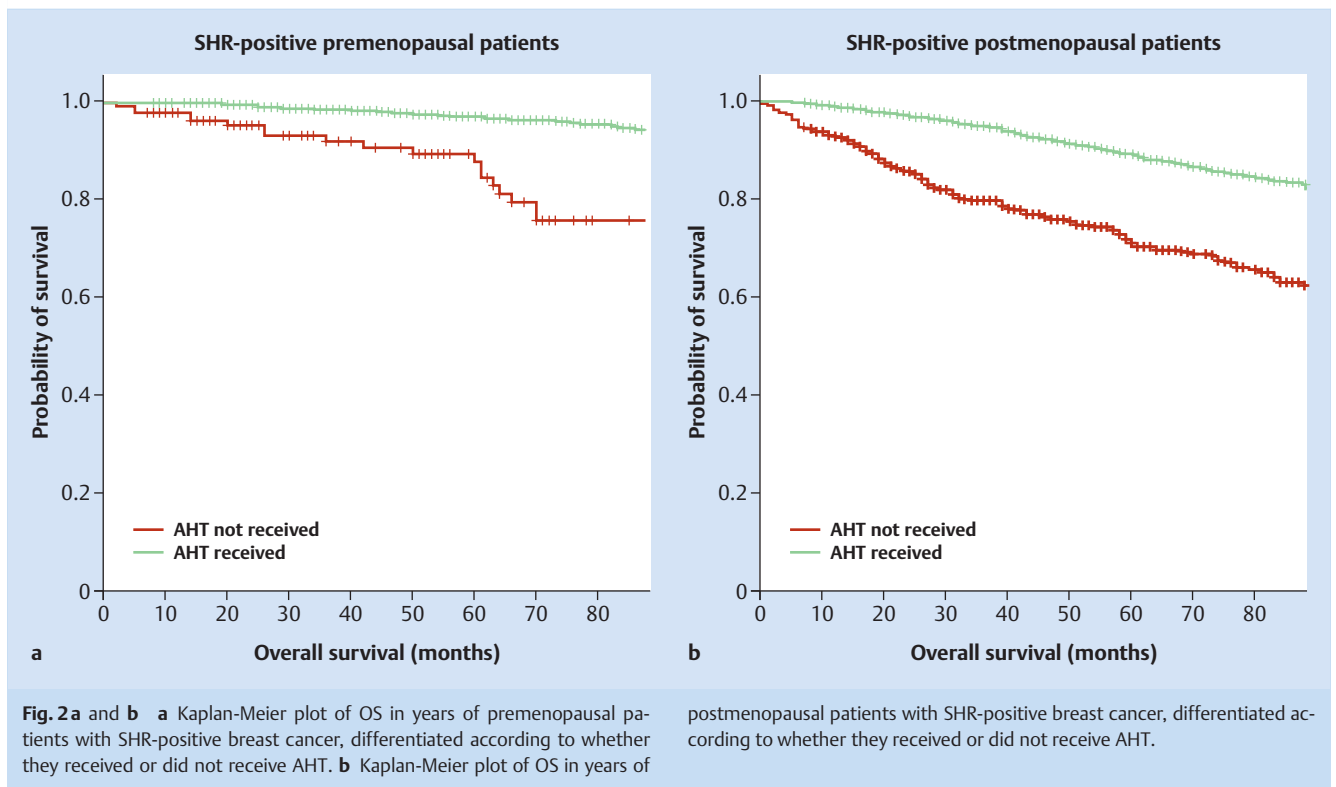 SHR-positive premenopausal patients
1.0
0.8
0.6
0.4
0.2
0
Probability of survival
AHT not received
AHT received
0 10 20 30 40 50 60 70 80
a Overall survival (months)
SHR-positive postmenopausal patients
1.0
0.8
0.6
0.4
0.2
0
Probability of survival
AHT not received
AHT received
0 10 20 30 40 50 60 70 80
b Overall survival (months)
Fig. 2 a and b a Kaplan-Meier plot of OS in years of premenopausal pa-
tients with SHR-positive breast cancer, differentiated according to whether
they received or did not receive AHT. b Kaplan-Meier plot of OS in years of
postmenopausal patients with SHR-positive breast cancer, differentiated ac-
cording to whether they received or did not receive AHT.